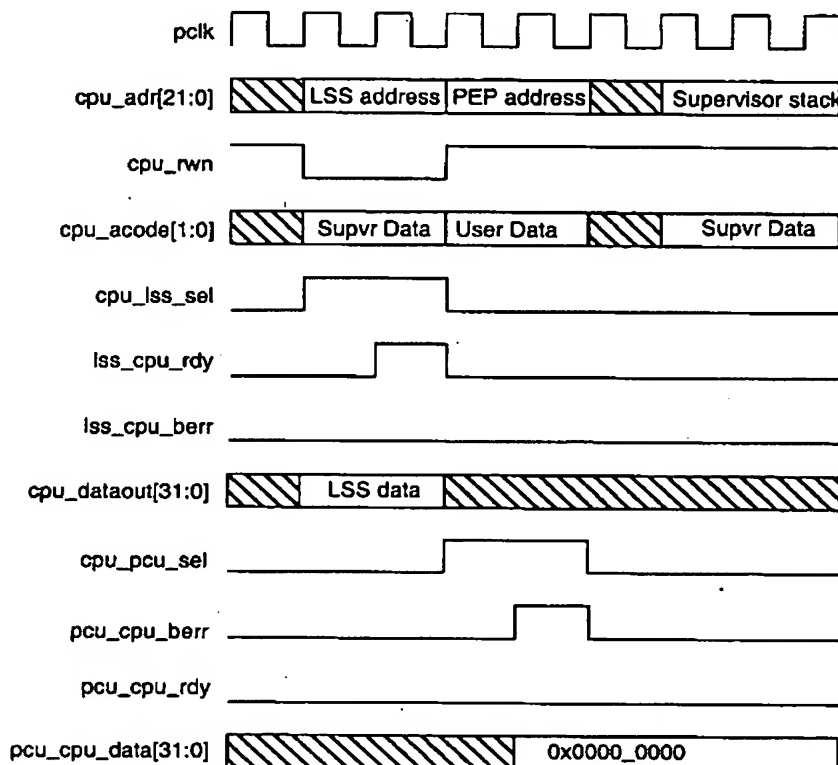 pclk
cpu_adr[21:0] LSS address PEP address Supervisor stack
cpu_rwn
cpu_acode[1:0] Supvr Data User Data Supvr Data
cpu_lss_sel
lss_cpu_rdy
lss_cpu_berr
cpu_dataout[31:0] LSS data
cpu_pcu_sel
pcu_cpu_berr
pcu_cpu_rdy
pcu_cpu_data[31:0] 0x0000_0000